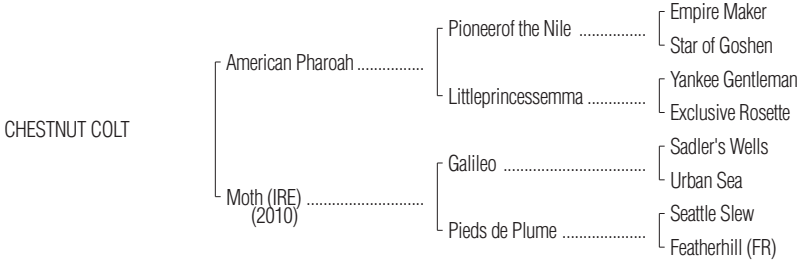 Empire Maker
Pioneerof the Nile ................
Star of Goshen
American Pharoah ................
Yankee Gentleman
Littleprincessemma ..............
Exclusive Rosette
CHESTNUT COLT
Sadler's Wells
Galileo ..................................
Urban Sea
Moth (IRE) ............................
(2010)
Seattle Slew
Pieds de Plume ....................
Featherhill (FR)